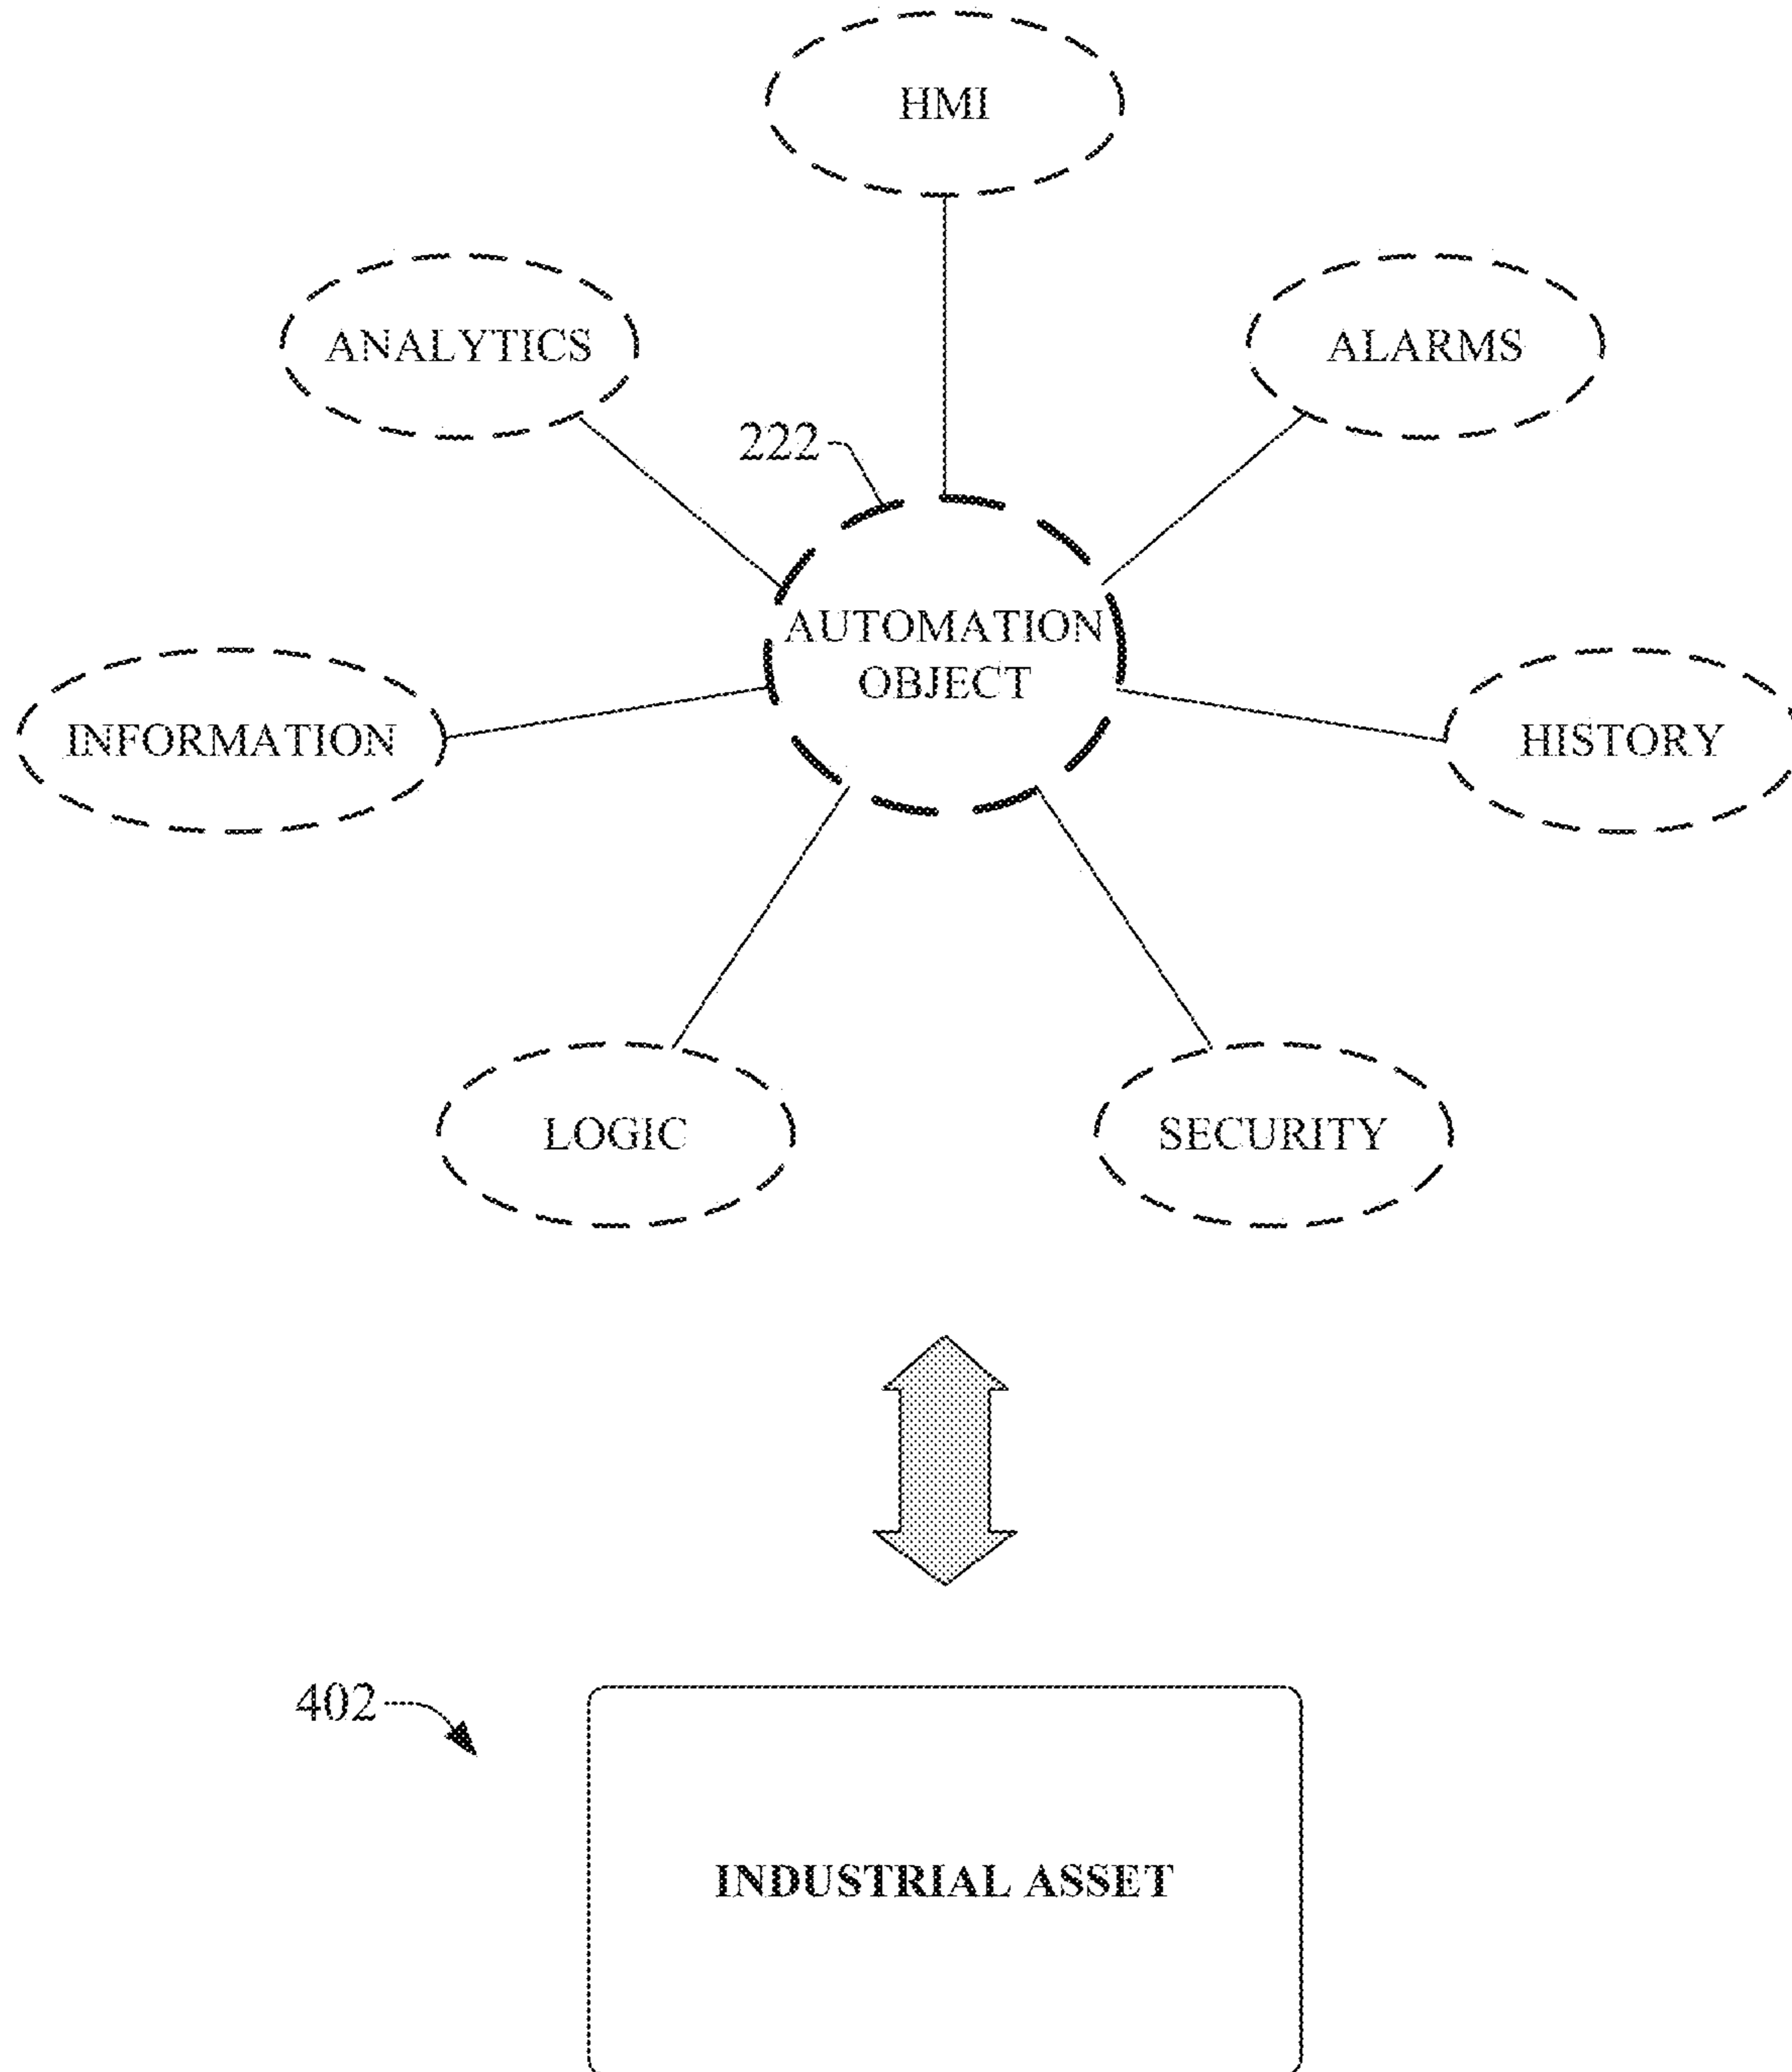 HMI
ANALYTICS
ALARMS
222
AUTOMATION
OBJECT
INFORMATION
HISTORY
LOGIC
SECURITY
402
INDUSTRIAL ASSET